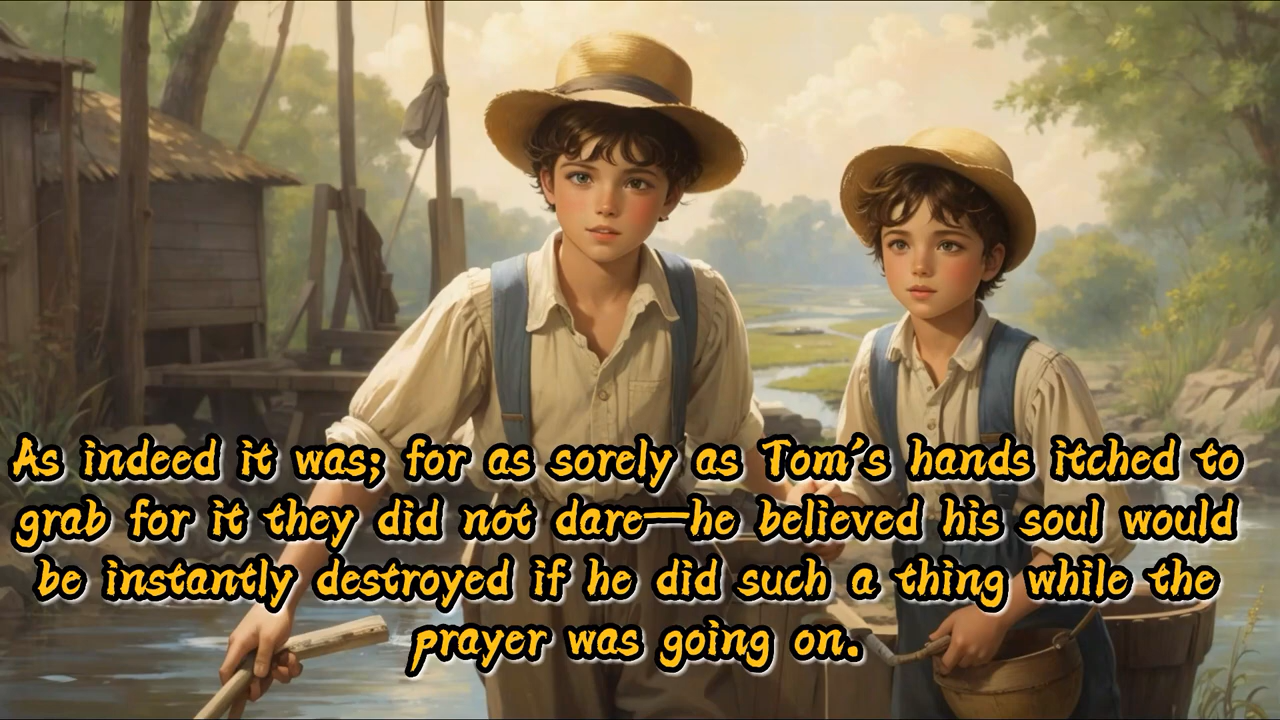 As indeed it was; for as sorely as Tom's hands itched to
grab for it they did not dare—he believed his soul would
be instantly destroyed if he did such a thing while the
prayer was going on.